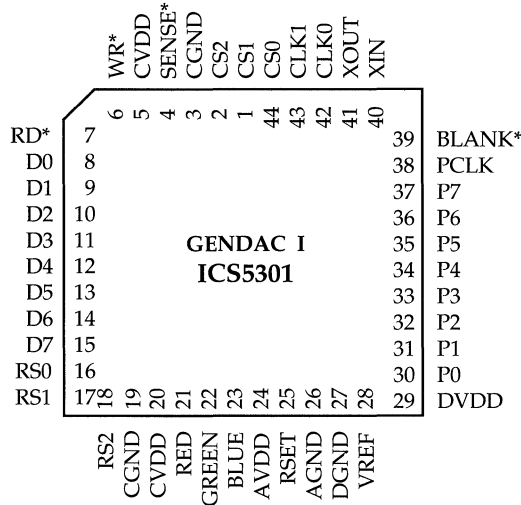 WR* CVDD SENSE* CGND CS2 CS1 CS0 CLK1 CLK0 XOUT XIN
6 5 4 3 2 1 44 43 42 41 40
RD* 7 39 BLANK*
D0 8 38 PCLK
D1 9 37 P7
D2 10 36 P6
D3 11 35 P5
GENDAC I
D4 12 34 P4
ICS5301
D5 13 33 P3
D6 14 32 P2
D7 15 31 P1
RS0 16 30 P0
RS1 17 29 DVDD
18 19 20 21 22 23 24 25 26 27 28
RS2 CGND CVDD RED GREEN BLUE AVDD RSET AGND DGND VREF